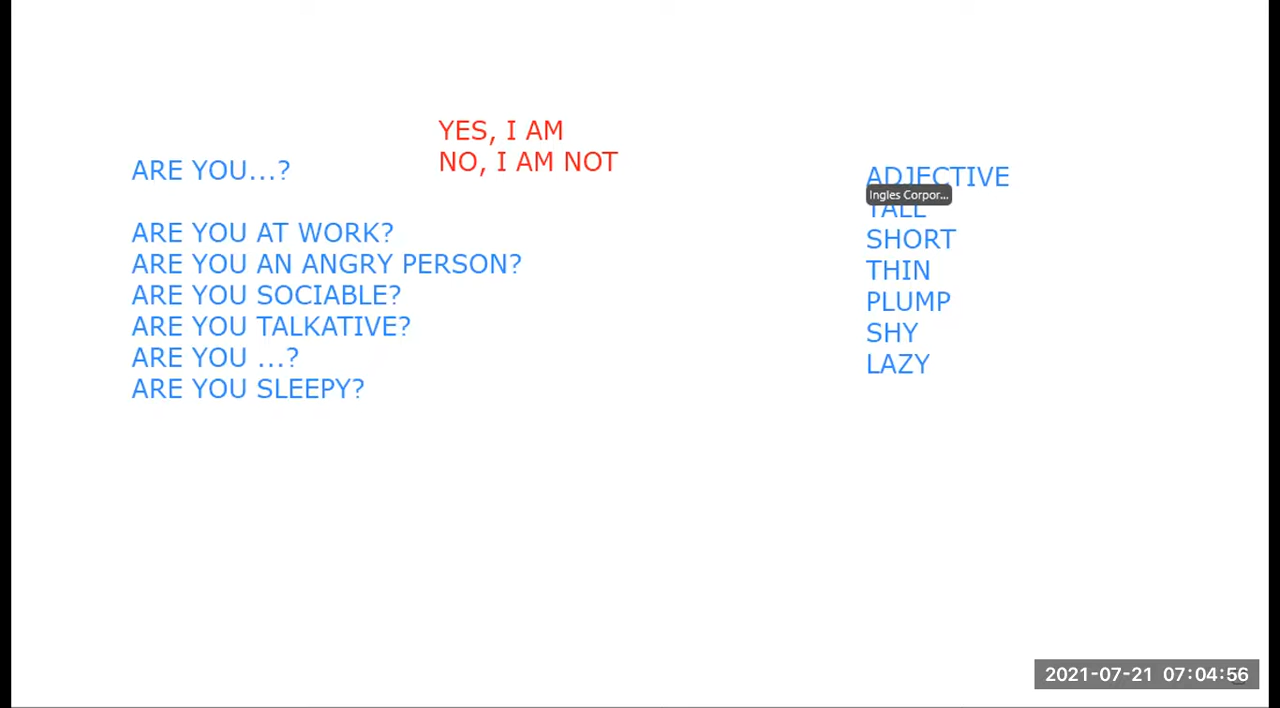 YES, I AM
NO, I AM NOT
ARE YOU...?
ARE YOU AT WORK?
ARE YOU AN ANGRY PERSON?
ARE YOU SOCIABLE?
ARE YOU TALKATIVE?
ARE YOU ...?
ARE YOU SLEEPY?
ADJECTIVE
Ingles Corpor...
TALL
SHORT
THIN
PLUMP
SHY
LAZY
2021-07-21 07:04:56